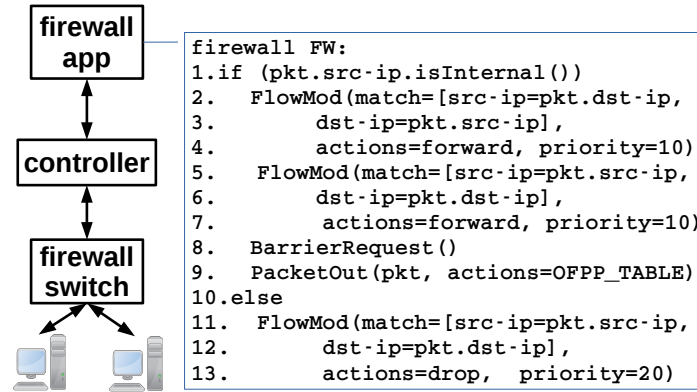 firewall
app
controller
firewall
switch
firewall FW:
1.if (pkt.src-ip.isInternal())
2. FlowMod(match=[src-ip=pkt.dst-ip,
3. dst-ip=pkt.src-ip],
4. actions=forward, priority=10)
5. FlowMod(match=[src-ip=pkt.src-ip,
6. dst-ip=pkt.dst-ip],
7. actions=forward, priority=10)
8. BarrierRequest()
9. PacketOut(pkt, actions=OFPP_TABLE)
10.else
11. FlowMod(match=[src-ip=pkt.src-ip,
12. dst-ip=pkt.dst-ip],
13. actions=drop, priority=20)